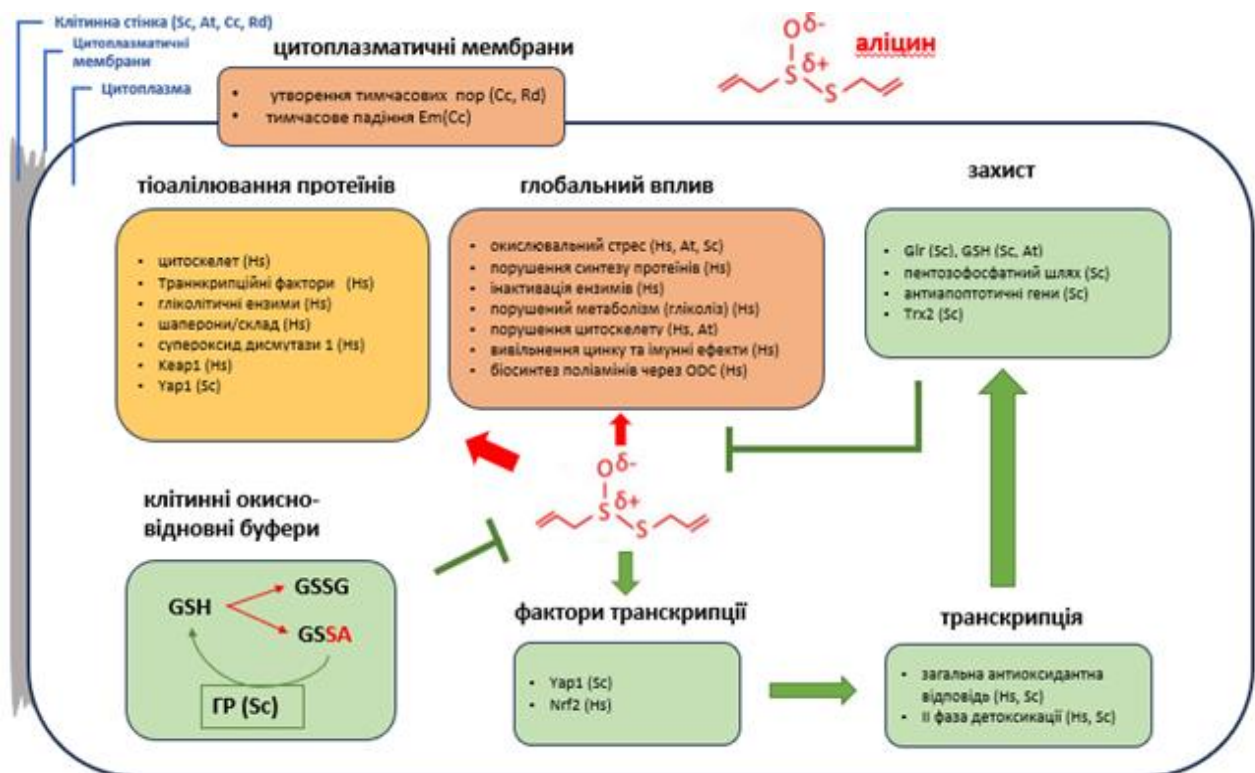 Клітинна стінка (Sc, At, Cc, Rd)
Цитоплазматичні
мембрани
Цитоплазма
цитоплазматичні мембрани
• утворення тимчасових пор (Cc, Rd)
• тимчасове падіння Em(Cc)
O δ-
S δ+
S
аліцин
тіоалілювання протеїнів
• цитоскелет (Hs)
• Траннкрипційні фактори (Hs)
• гліколітичні ензими (Hs)
• шаперони/склад (Hs)
• супероксид дисмутази 1 (Hs)
• Keap1 (Hs)
• Yap1 (Sc)
глобальний вплив
• окислювальний стрес (Hs, At, Sc)
• порушення синтезу протеїнів (Hs)
• інактивація ензимів (Hs)
• порушений метаболізм (гліколіз) (Hs)
• порушення цитоскелету (Hs, At)
• вивільнення цинку та імунні ефекти (Hs)
• біосинтез поліамінів через ODC (Hs)
захист
• Glr (Sc), GSH (Sc, At)
• пентозофосфатний шлях (Sc)
• антиапоптотичні гени (Sc)
• Trx2 (Sc)
O δ-
S δ+
S
клітинні окисно-
відновні буфери
GSSG
GSH
GSSA
ГР (Sc)
фактори транскрипції
• Yap1 (Sc)
• Nrf2 (Hs)
транскрипція
• загальна антиоксидантна
відповідь (Hs, Sc)
• II фаза детоксикації (Hs, Sc)